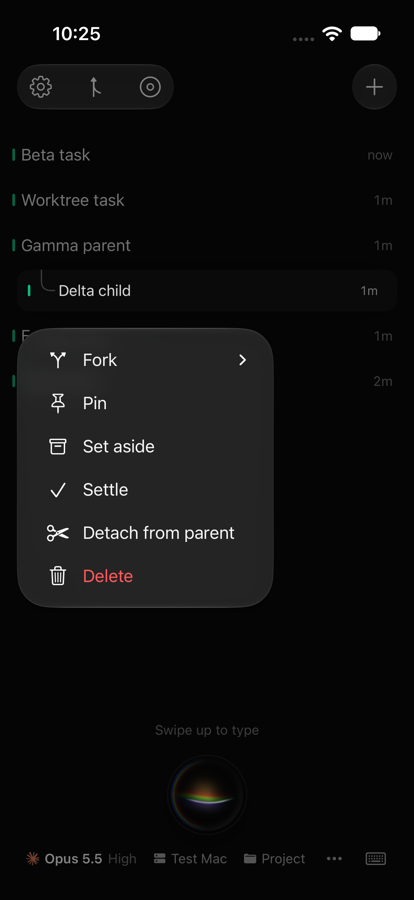 10:25
Beta task now
Worktree task 1m
Gamma parent 1m
Delta child 1m
1m
2m
Fork
Pin
Set aside
Settle
Detach from parent
Delete
Swipe up to type
Opus 5.5 High Test Mac Project